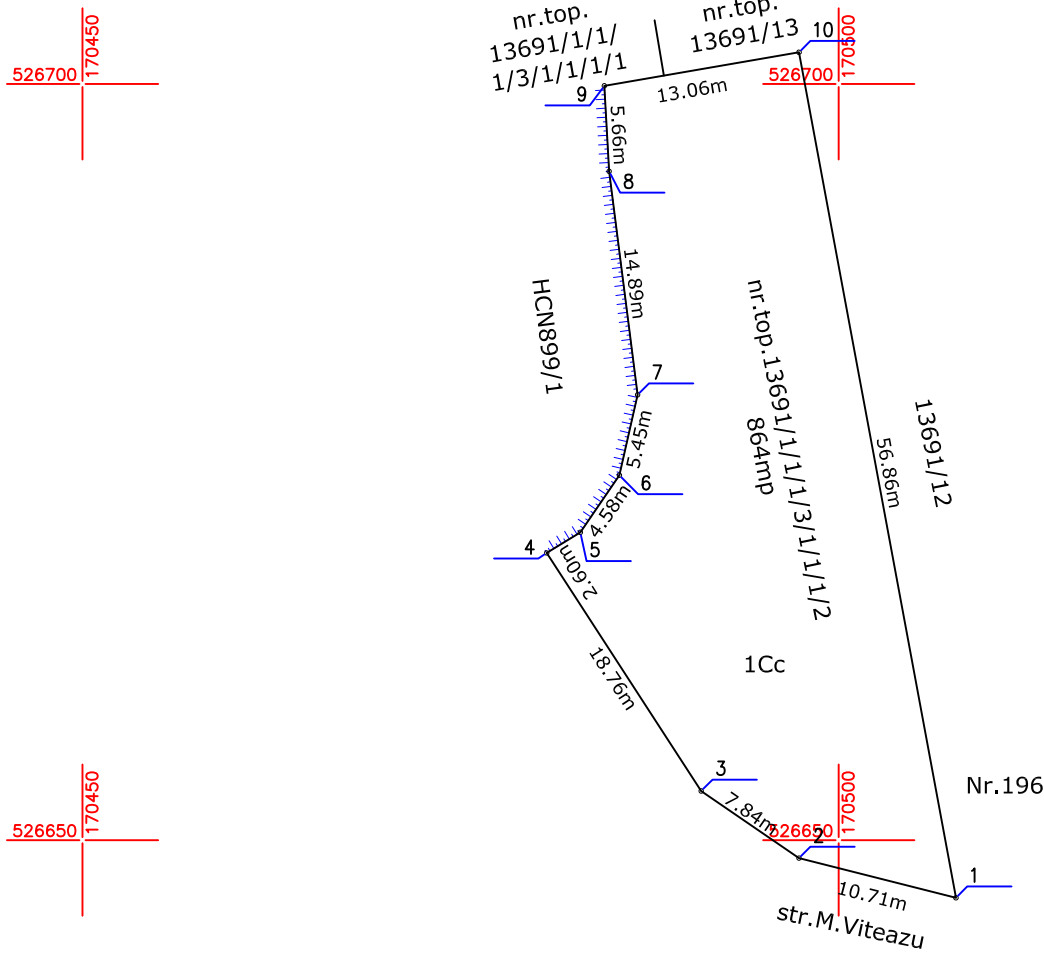 nr.top.
13691/1/1/
1/3/1/1/1/1
nr.top.
13691/13
10
170450
526700
170500
526700
9
13.06m
5.66m
8
14.89m
HCN899/1
7
5.45m
nr.top.13691/1/1/1/3/1/1/1/2
864mp
56.86m
13691/12
6
4.58m
4
5
2.60m
18.76m
1Cc
3
7.84m
Nr.196
170450
526650
170500
526650
2
10.71m
1
str.M.Viteazu